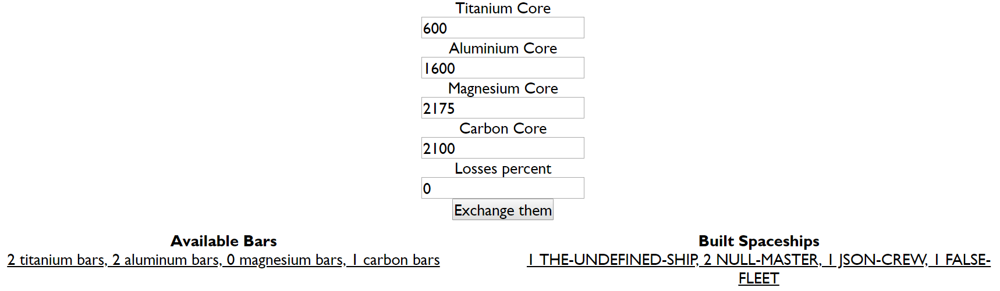 Titanium Core
600
Aluminium Core
1600
Magnesium Core
2175
Carbon Core
2100
Losses percent
0
Exchange them
Available Bars
2 titanium bars, 2 aluminum bars, 0 magnesium bars, 1 carbon bars
Built Spaceships
1 THE-UNDEFINED-SHIP, 2 NULL-MASTER, 1 JSON-CREW, 1 FALSE-
FLEET